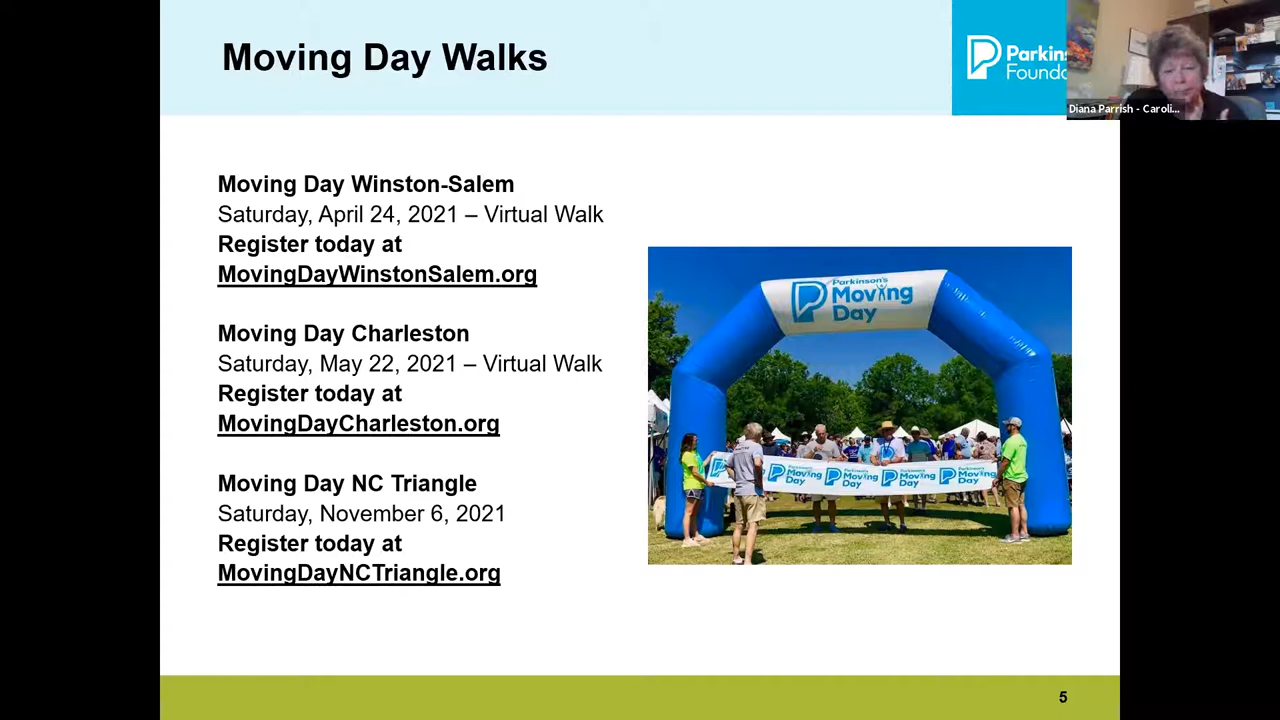 Moving Day Walks
Parkins
Founda
Diana Parrish - Caroli...
Moving Day Winston-Salem
Saturday, April 24, 2021 – Virtual Walk
Register today at
MovingDayWinstonSalem.org
Moving Day Charleston
Saturday, May 22, 2021 – Virtual Walk
Register today at
MovingDayCharleston.org
Moving Day NC Triangle
Saturday, November 6, 2021
Register today at
MovingDayNCTriangle.org
Parkinson's
Moving
Day
Moving
Day
Moving
Day
Moving
Day
Moving
Day
5